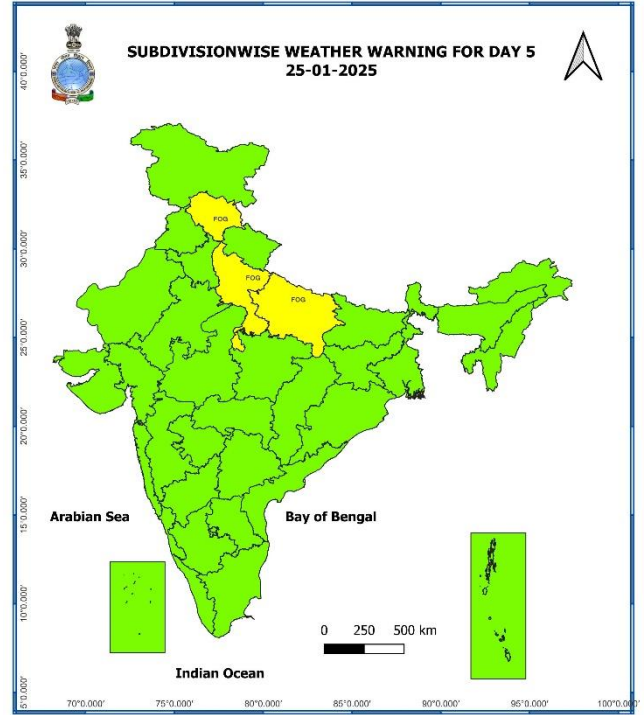 SUBDIVISIONWISE WEATHER WARNING FOR DAY 5
25-01-2025
40°0.000'
35°0.000'
30°0.000'
25°0.000'
20°0.000'
15°0.000'
10°0.000'
5°0.000'
FOG
FOG
FOG
Arabian Sea
Bay of Bengal
0 250 500 km
Indian Ocean
70°0.000' 75°0.000' 80°0.000' 85°0.000' 90°0.000' 95°0.000' 100°0.000'